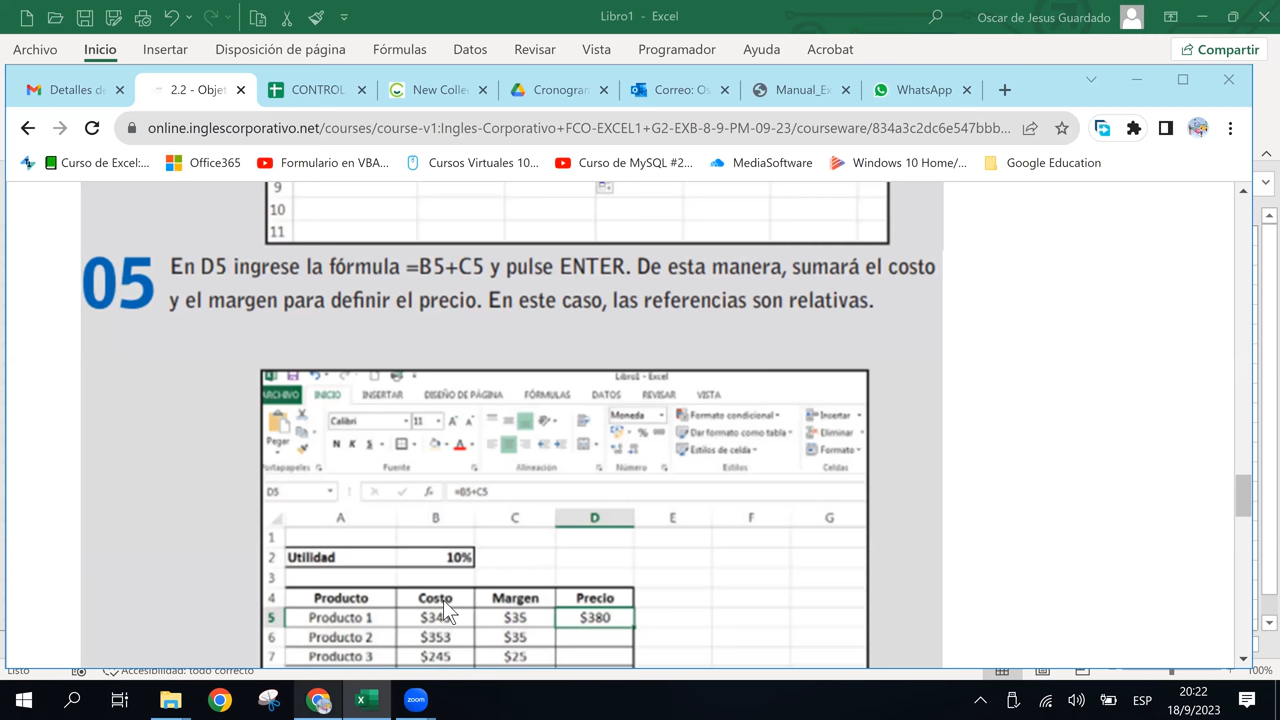 Libro1 - Excel
Oscar de Jesus Guardado
Archivo Inicio Insertar Disposición de página Fórmulas Datos Revisar Vista Programador Ayuda Acrobat Compartir
Detalles de 2.2 - Objet CONTROL New Colle Cronogram Correo: Os Manual_Ex WhatsApp
online.inglescorporativo.net/courses/course-v1:Ingles-Corporativo+FCO-EXCEL1+G2-EXB-8-9-PM-09-23/courseware/834a3c2dc6e547bbb...
Curso de Excel:... Office365 Formulario en VBA... Cursos Virtuales 10... Curso de MySQL #2... MediaSoftware Windows 10 Home/... Google Education
9
10
11
05 En D5 ingrese la fórmula =B5+C5 y pulse ENTER. De esta manera, sumará el costo
y el margen para definir el precio. En este caso, las referencias son relativas.
Libro1 - Excel
ARCHIVO INICIO INSERTAR DISEÑO DE PÁGINA FÓRMULAS DATOS REVISAR VISTA
Calibri 11 Moneda Formato condicional Insertar
Pegar N K S % Dar formato como tabla Eliminar
Estilos de celda Formato
Portapapeles Fuente Alineación Número Estilos Celdas
D5 fx =B5+C5
A B C D E F G
1
2 Utilidad 10%
3
4 Producto Costo Margen Precio
5 Producto 1 $35 $380
6 Producto 2 $353 $35
7 Producto 3 $245 $25
Listo Accesibilidad: todo correcto 100%
zoom ESP 20:22
18/9/2023